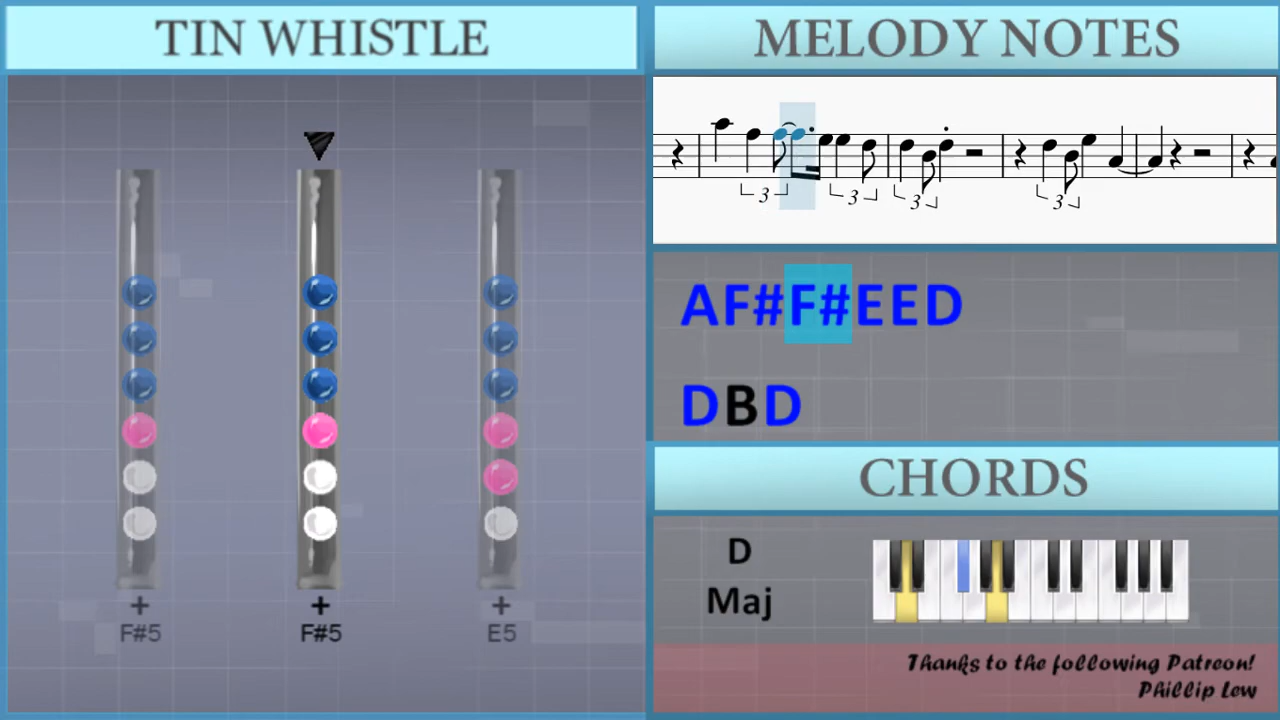 TIN WHISTLE
+
F#5
+
F#5
+
E5
MELODY NOTES
3
3
3
3
AF#F#EED
DBD
CHORDS
D
Maj
Thanks to the following Patreon!
Phillip Lew